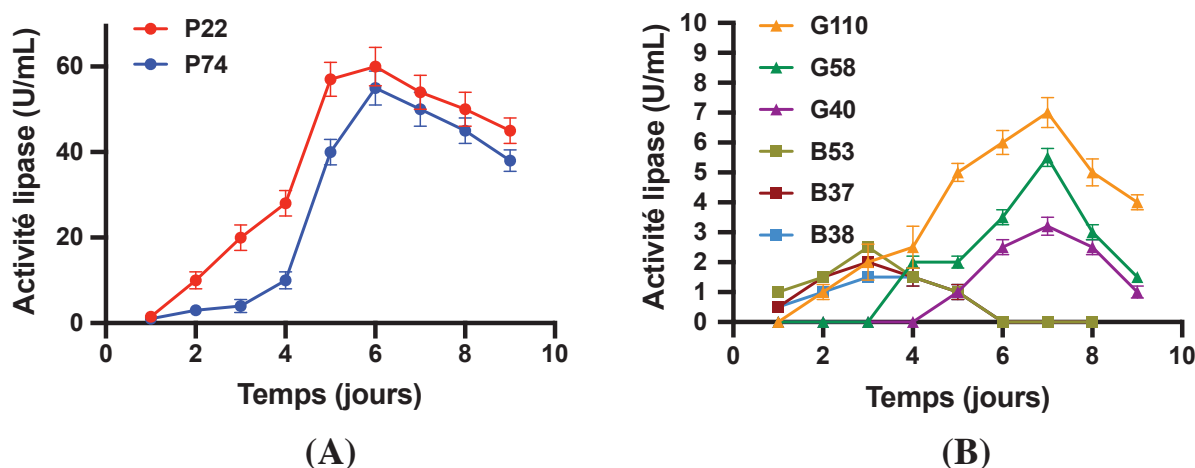 P22
P74
Activité lipase (U/mL)
60
40
20
0
0 2 4 6 8 10
Temps (jours)
(A)
G110
G58
G40
B53
B37
B38
Activité lipase (U/mL)
10
9
8
7
6
5
4
3
2
1
0
0 2 4 6 8 10
Temps (jours)
(B)